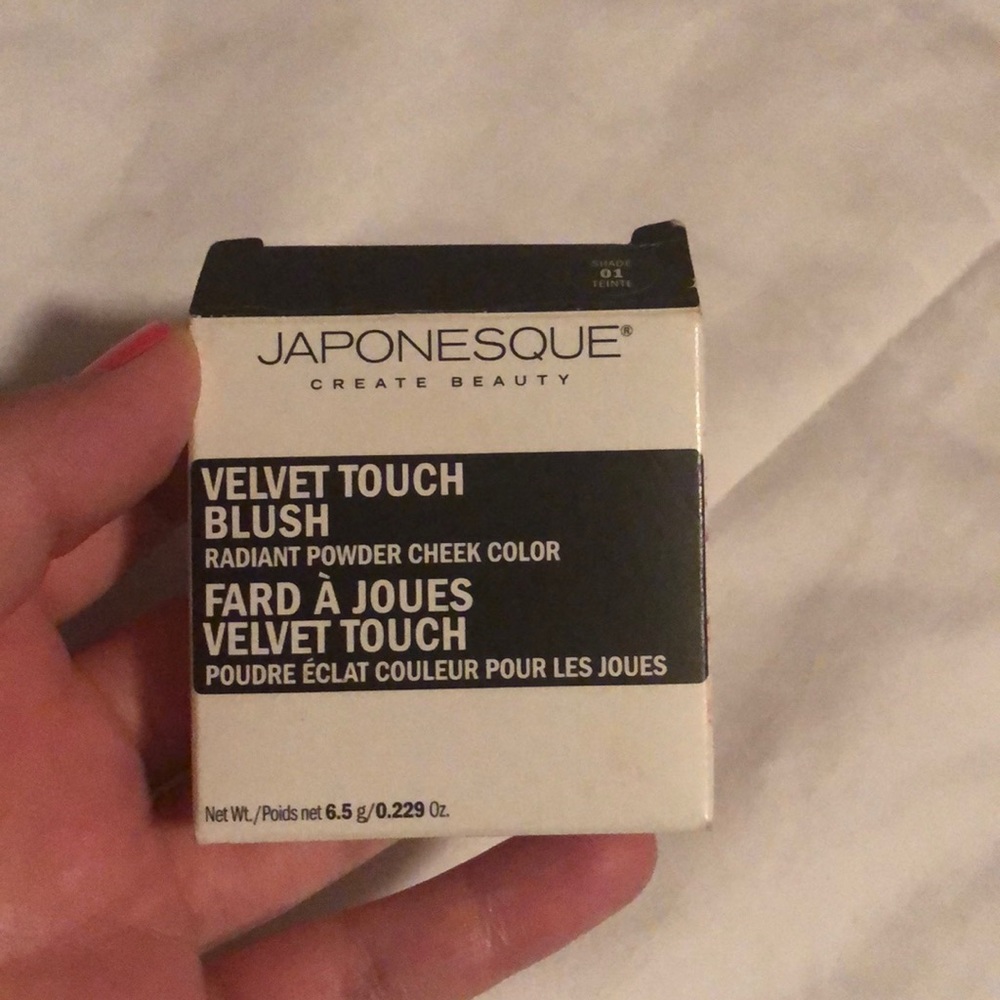 SHADE
01
TEINTE
JAPONESQUE®
CREATE BEAUTY
VELVET TOUCH
BLUSH
RADIANT POWDER CHEEK COLOR
FARD À JOUES
VELVET TOUCH
POUDRE ÉCLAT COULEUR POUR LES JOUES
Net Wt./Poids net 6.5 g/0.229 Oz.